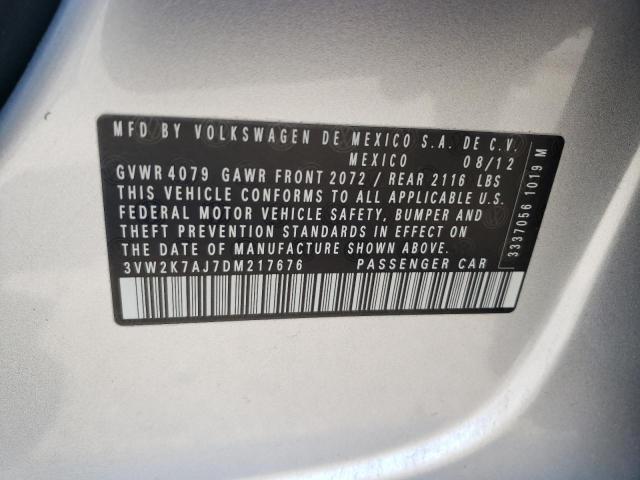 MFD BY VOLKSWAGEN DE MEXICO S.A. DE C.V.
MEXICO 08/12
GVWR 4079 GAWR FRONT 2072 / REAR 2116 LBS
THIS VEHICLE CONFORMS TO ALL APPLICABLE U.S.
FEDERAL MOTOR VEHICLE SAFETY, BUMPER AND
THEFT PREVENTION STANDARDS IN EFFECT ON
THE DATE OF MANUFACTURE SHOWN ABOVE.
3VW2K7AJ7DM217676 PASSENGER CAR
3337056 1019 M